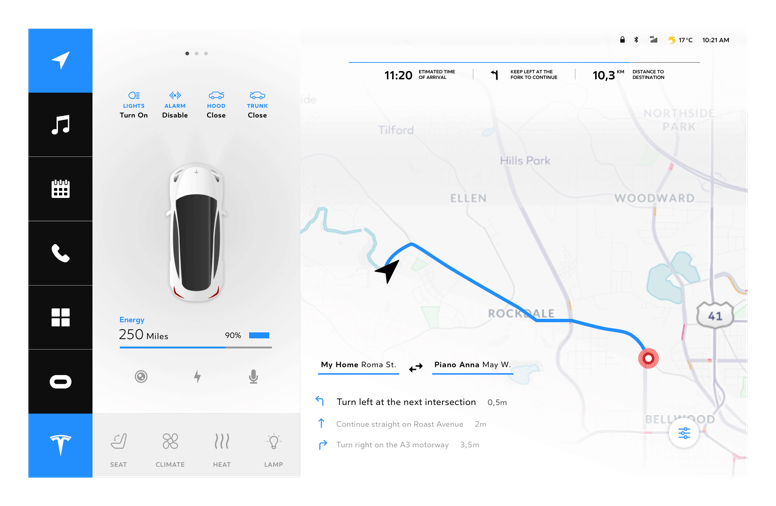 17°C 10:21 AM
11:20 ETIMATED TIME OF ARRIVAL
KEEP LEFT AT THE FORK TO CONTINUE
10,3 KM DISTANCE TO DESTINATION
LIGHTS ALARM HOOD TRUNK
Turn On Disable Close Close
side
NORTHSIDE PARK
Tilford
Hills Park
ELLEN
WOODWARD
ROCKDALE
41
BELLWOOD
Energy
250 Miles 90%
My Home Roma St. Piano Anna May W.
Turn left at the next intersection 0,5m
Continue straight on Roast Avenue 2m
Turn right on the A3 motorway 3,5m
SEAT CLIMATE HEAT LAMP